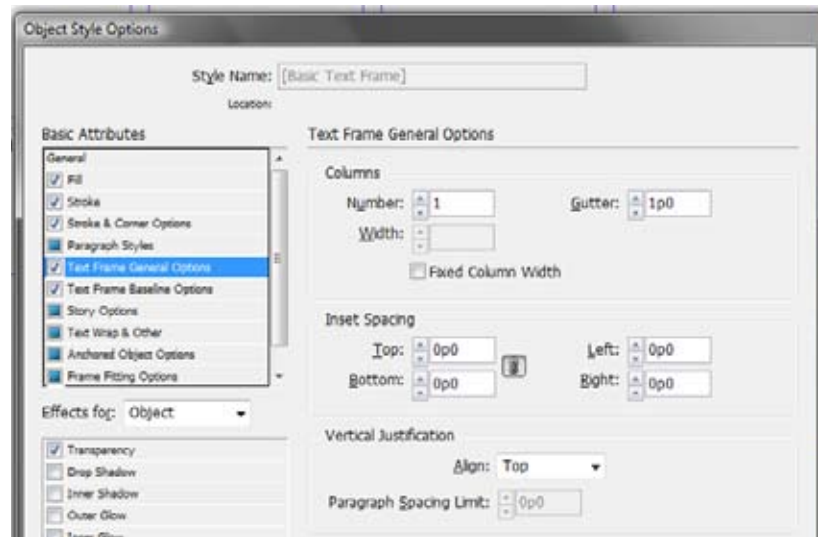 Object Style Options
Style Name: [Basic Text Frame]
Location:
Basic Attributes
General
Fill
Stroke
Stroke & Corner Options
Paragraph Styles
Text Frame General Options
Text Frame Baseline Options
Story Options
Text Wrap & Other
Anchored Object Options
Frame Fitting Options
Effects for: Object
Transparency
Drop Shadow
Inner Shadow
Outer Glow
Inner Glow
Text Frame General Options
Columns
Number: 1 Gutter: 1p0
Width:
Fixed Column Width
Inset Spacing
Top: 0p0 Left: 0p0
Bottom: 0p0 Right: 0p0
Vertical Justification
Align: Top
Paragraph Spacing Limit: 0p0